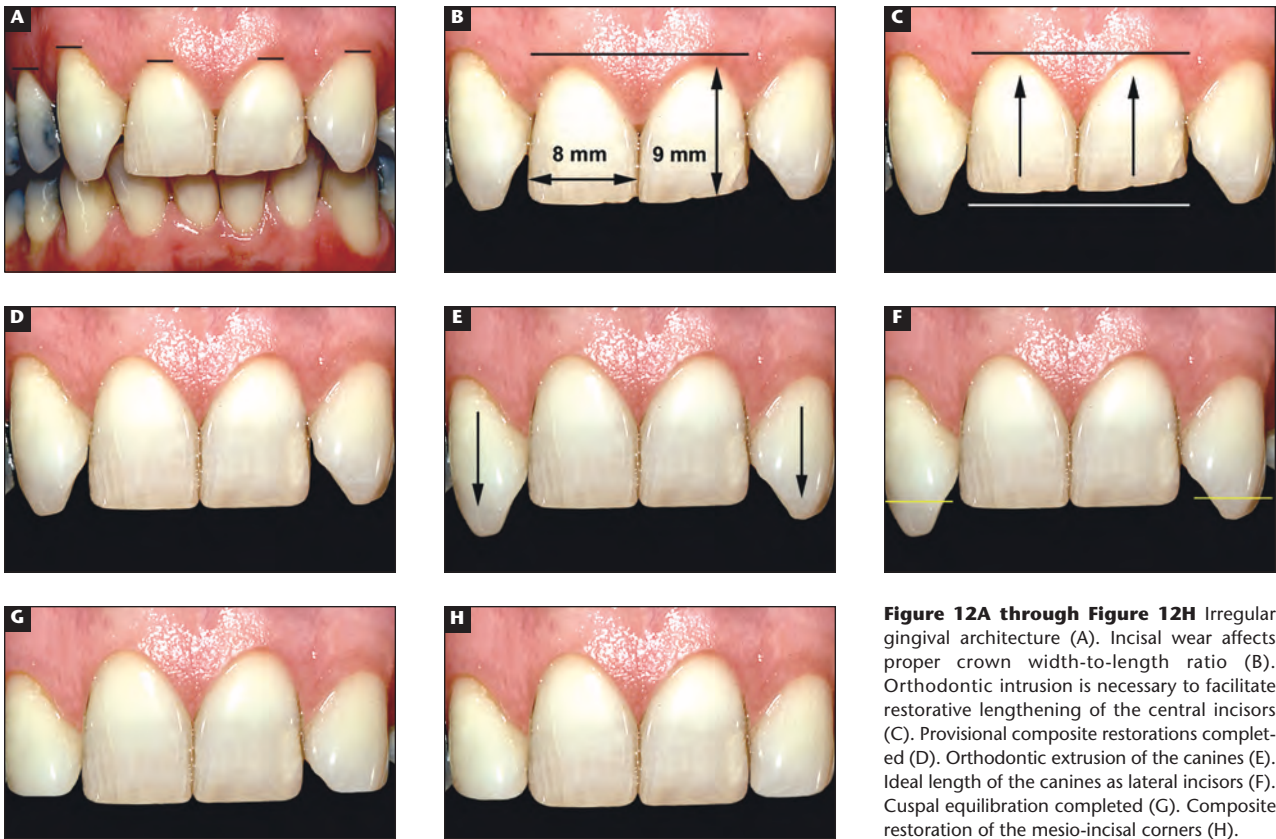 A
B
8 mm
9 mm
C
D
E
F
G
H
Figure 12A through Figure 12H Irregular
gingival architecture (A). Incisal wear affects
proper crown width-to-length ratio (B).
Orthodontic intrusion is necessary to facilitate
restorative lengthening of the central incisors
(C). Provisional composite restorations complet-
ed (D). Orthodontic extrusion of the canines (E).
Ideal length of the canines as lateral incisors (F).
Cuspal equilibration completed (G). Composite
restoration of the mesio-incisal corners (H).